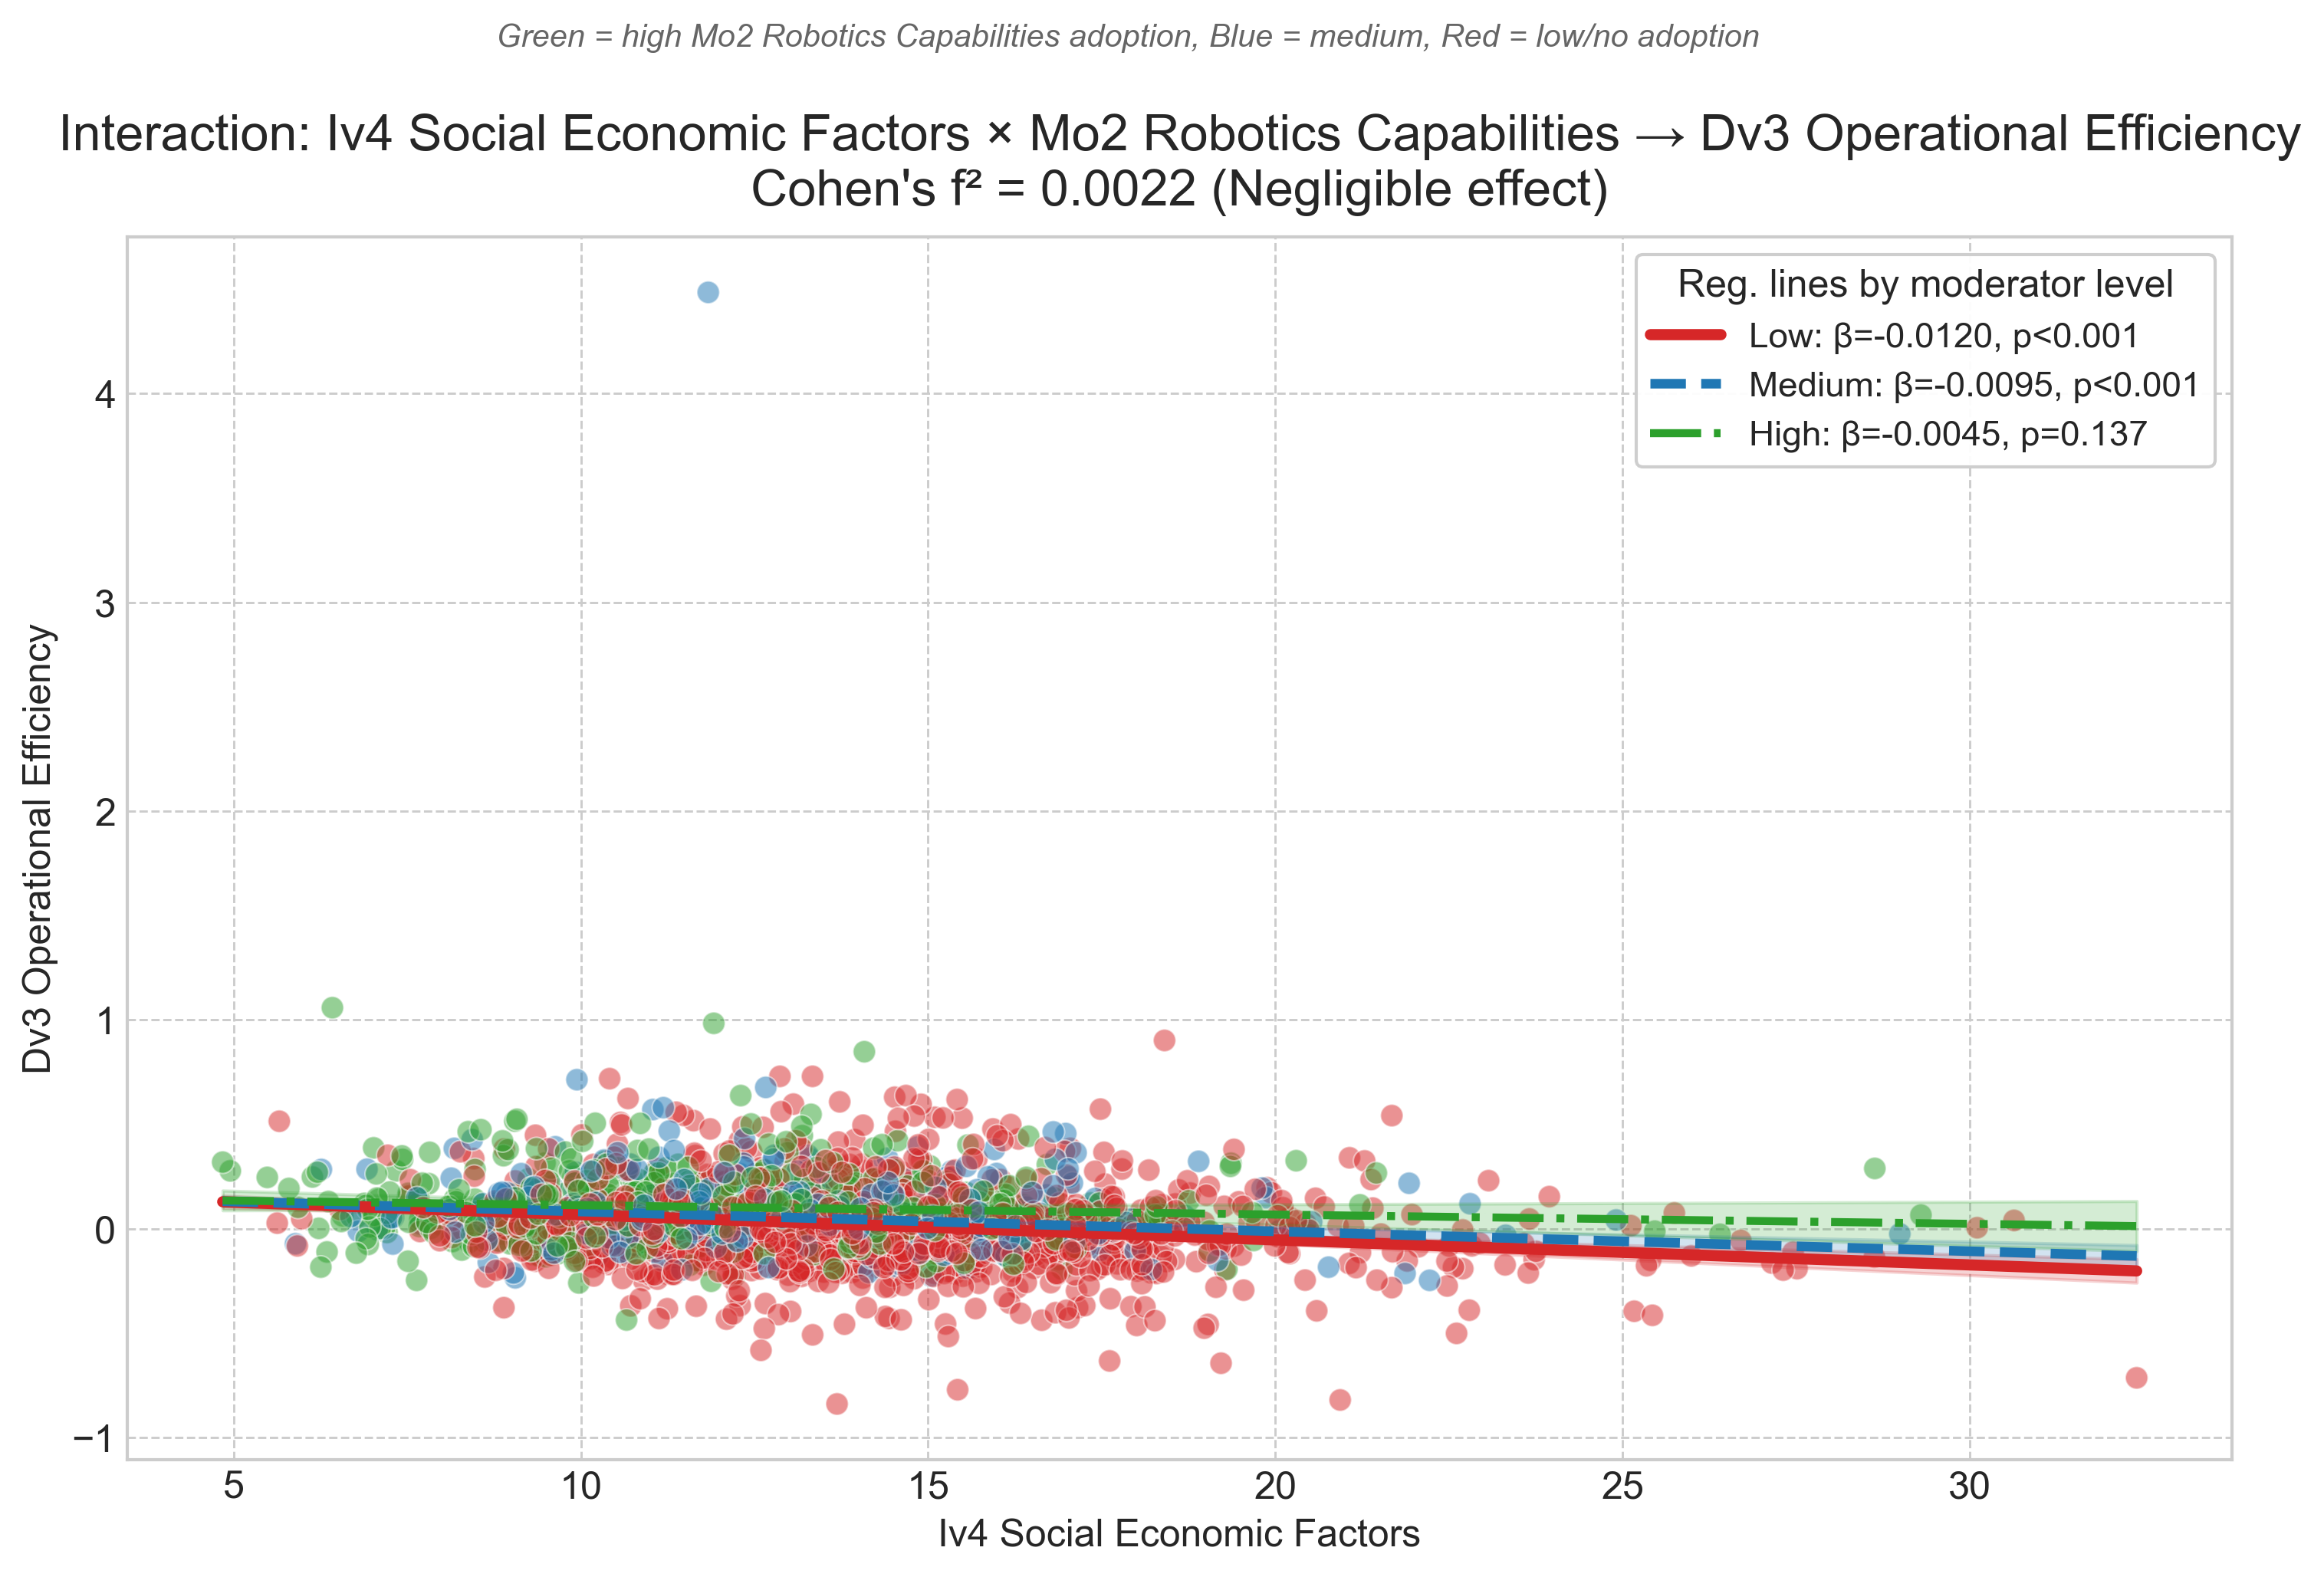 Green = high Mo2 Robotics Capabilities adoption, Blue = medium, Red = low/no adoption
Interaction: Iv4 Social Economic Factors × Mo2 Robotics Capabilities → Dv3 Operational Efficiency
Cohen's f² = 0.0022 (Negligible effect)
Reg. lines by moderator level
Low: β=-0.0120, p<0.001
Medium: β=-0.0095, p<0.001
High: β=-0.0045, p=0.137
Dv3 Operational Efficiency
4
3
2
1
0
−1
5 10 15 20 25 30
Iv4 Social Economic Factors